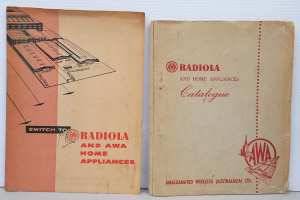 SWITCH TO
RADIOLA
AND AWA
HOME
APPLIANCES
RADIOLA
AND HOME APPLIANCES
Catalogue
AWA
AMALGAMATED WIRELESS (AUSTRALASIA) LTD.